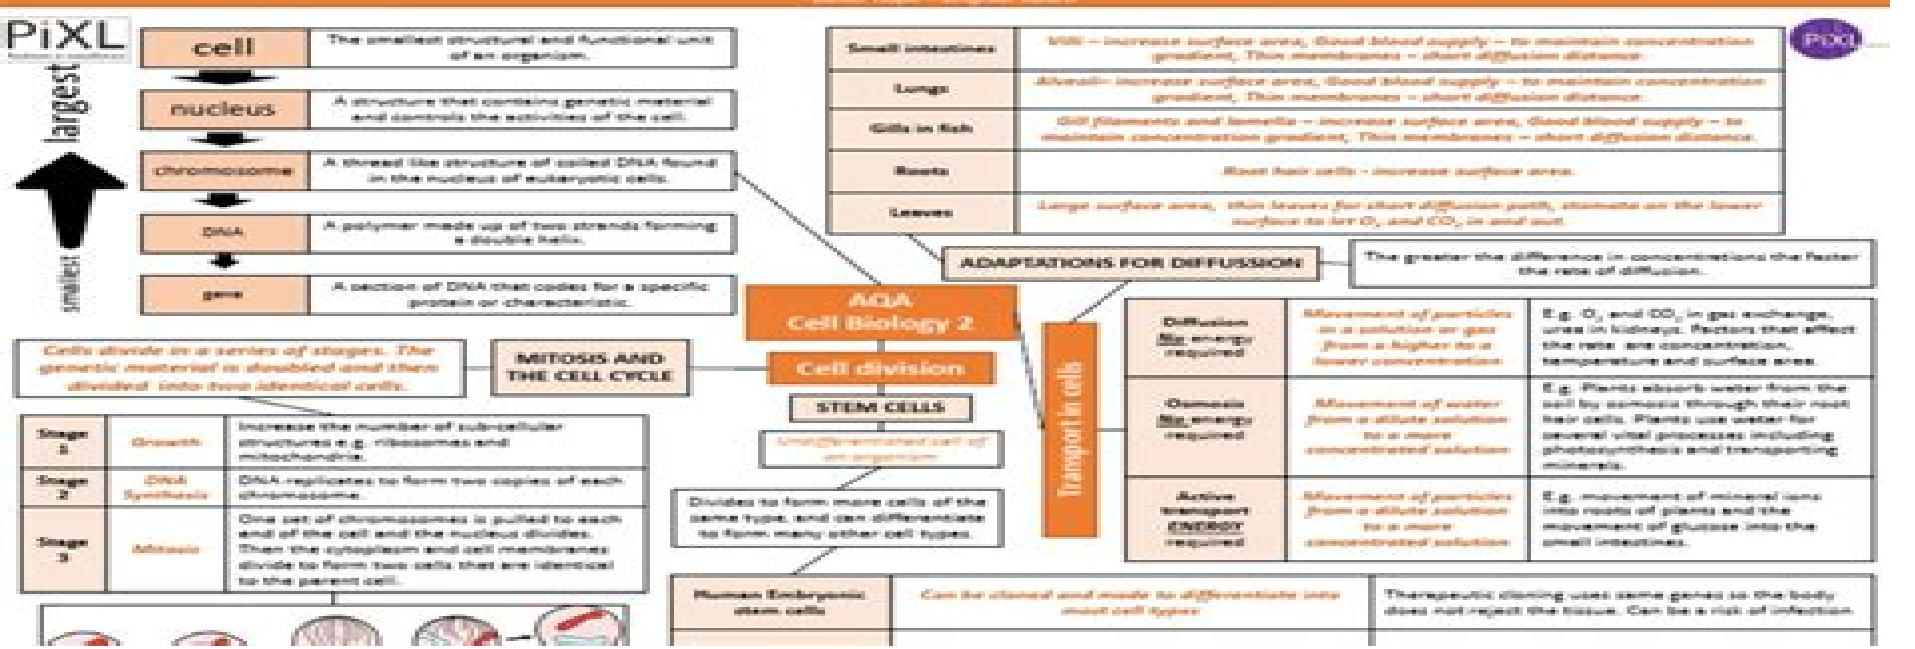 PiXL
PiXL
largest
smallest
cell
The smallest structural and functional unit
of an organism.
nucleus
A structure that contains genetic material
and controls the activities of the cell.
chromosome
A thread like structure of coiled DNA found
in the nucleus of eukaryotic cells.
DNA
A polymer made up of two strands forming
a double helix.
gene
A section of DNA that codes for a specific
protein or characteristic.
Small intestines
Villi – increase surface area, Good blood supply – to maintain concentration
gradient, Thin membranes – short diffusion distance.
Lungs
Alveoli– increase surface area, Good blood supply – to maintain concentration
gradient, Thin membranes – short diffusion distance.
Gills in fish
Gill filaments and lamella – increase surface area, Good blood supply – to
maintain concentration gradient, Thin membranes – short diffusion distance.
Roots
Root hair cells - increase surface area.
Leaves
Large surface area, thin leaves for short diffusion path, stomata on the lower
surface to let O₂ and CO₂ in and out.
ADAPTATIONS FOR DIFFUSSION
The greater the difference in concentrations the faster
the rate of diffusion.
AQA
Cell Biology 2
Cell division
MITOSIS AND
THE CELL CYCLE
Cells divide in a series of stages. The
genetic material is doubled and then
divided into two identical cells.
Stage
1
Growth
Increase the number of sub-cellular
structures e.g. ribosomes and
mitochondria.
Stage
2
DNA
Synthesis
DNA replicates to form two copies of each
chromosome.
Stage
3
Mitosis
One set of chromosomes is pulled to each
end of the cell and the nucleus divides.
Then the cytoplasm and cell membranes
divide to form two cells that are identical
to the parent cell.
STEM CELLS
Undifferentiated cell of
an organism
Divides to form more cells of the
same type, and can differentiate
to form many other cell types.
Transport in cells
Diffusion
No energy
required
Movement of particles
in a solution or gas
from a higher to a
lower concentration
E.g. O₂ and CO₂ in gas exchange,
urea in kidneys. Factors that affect
the rate are concentration,
temperature and surface area.
Osmosis
No energy
required
Movement of water
from a dilute solution
to a more
concentrated solution
E.g. Plants absorb water from the
soil by osmosis through their root
hair cells. Plants use water for
several vital processes including
photosynthesis and transporting
minerals.
Active
transport
ENERGY
required
Movement of particles
from a dilute solution
to a more
concentrated solution
E.g. movement of mineral ions
into roots of plants and the
movement of glucose into the
small intestines.
Human Embryonic
stem cells
Can be cloned and made to differentiate into
most cell types
Therapeutic cloning uses same genes so the body
does not reject the tissue. Can be a risk of infection